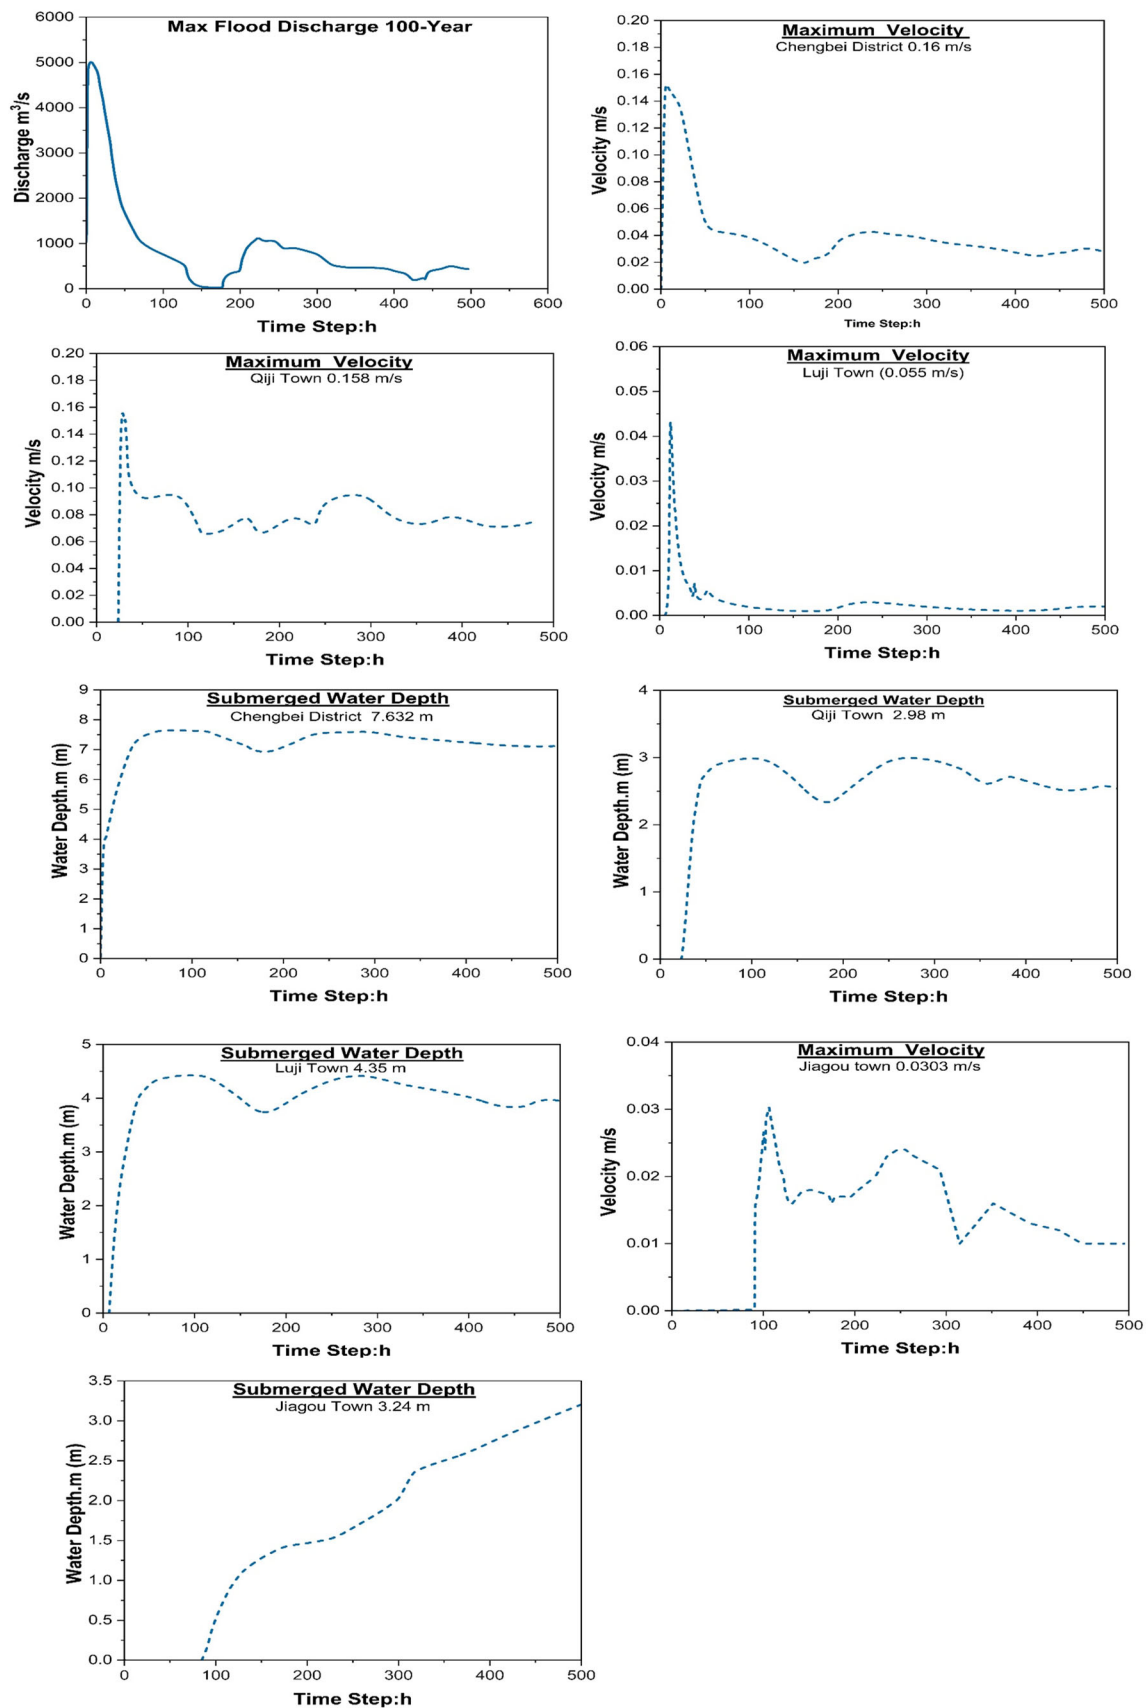 Max Flood Discharge 100-Year
6000
5000
4000
3000
2000
1000
0
Discharge m³/s
0 100 200 300 400 500 600
Time Step:h
Maximum Velocity
Chengbei District 0.16 m/s
0.20
0.18
0.16
0.14
0.12
0.10
0.08
0.06
0.04
0.02
0.00
Velocity m/s
0 100 200 300 400 500
Time Step:h
Maximum Velocity
Qiji Town 0.158 m/s
0.20
0.18
0.16
0.14
0.12
0.10
0.08
0.06
0.04
0.02
0.00
Velocity m/s
0 100 200 300 400 500
Time Step:h
Maximum Velocity
Luji Town (0.055 m/s)
0.06
0.05
0.04
0.03
0.02
0.01
0.00
Velocity m/s
0 100 200 300 400 500
Time Step:h
Submerged Water Depth
Chengbei District 7.632 m
9
8
7
6
5
4
3
2
1
0
Water Depth.m (m)
0 100 200 300 400 500
Time Step:h
Submerged Water Depth
Qiji Town 2.98 m
4
3
2
1
0
Water Depth.m (m)
0 100 200 300 400 500
Time Step:h
Submerged Water Depth
Luji Town 4.35 m
5
4
3
2
1
0
Water Depth.m (m)
0 100 200 300 400 500
Time Step:h
Maximum Velocity
Jiagou town 0.0303 m/s
0.04
0.03
0.02
0.01
0.00
Velocity m/s
0 100 200 300 400 500
Time Step:h
Submerged Water Depth
Jiagou Town 3.24 m
3.5
3.0
2.5
2.0
1.5
1.0
0.5
0.0
Water Depth.m (m)
0 100 200 300 400 500
Time Step:h